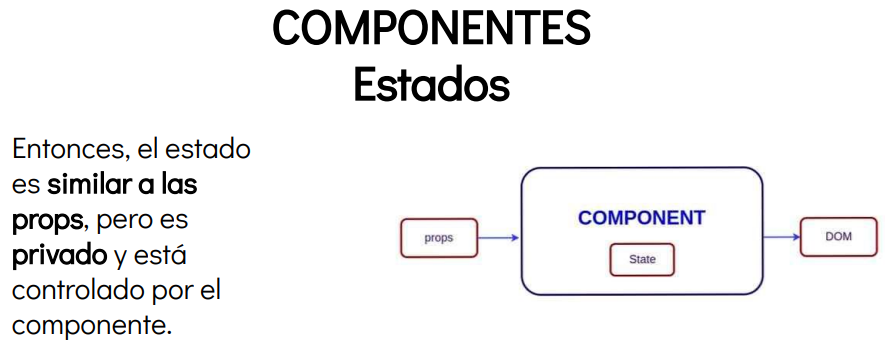 COMPONENTES
Estados
Entonces, el estado
es similar a las
props, pero es
privado y está
controlado por el
componente.
props
COMPONENT
State
DOM